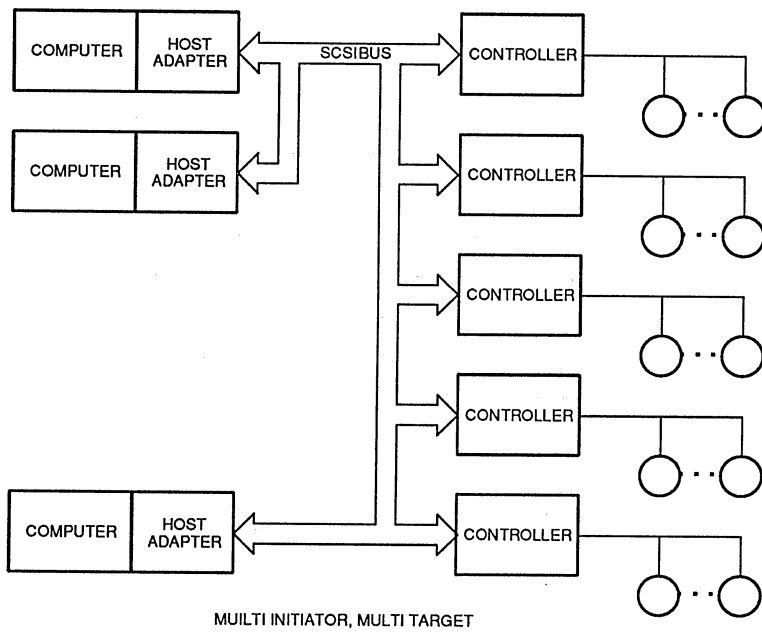 COMPUTER
HOST
ADAPTER
SCSIBUS
CONTROLLER
COMPUTER
HOST
ADAPTER
CONTROLLER
CONTROLLER
CONTROLLER
COMPUTER
HOST
ADAPTER
CONTROLLER
MUILTI INITIATOR, MULTI TARGET